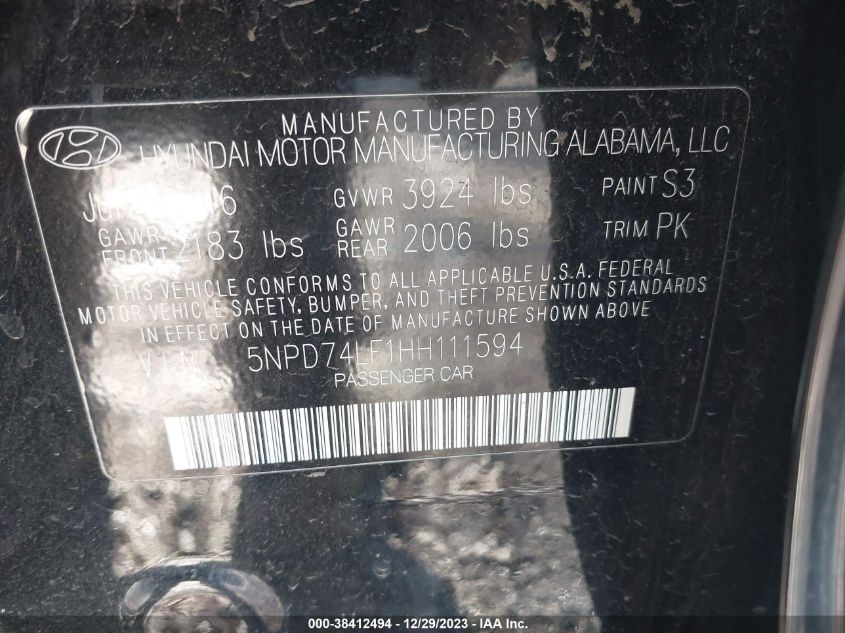 MANUFACTURED BY
HYUNDAI MOTOR MANUFACTURING ALABAMA, LLC
GVWR 3924 lbs PAINT S3
GAWR FRONT 2183 lbs GAWR REAR 2006 lbs TRIM PK
THIS VEHICLE CONFORMS TO ALL APPLICABLE U.S.A. FEDERAL
MOTOR VEHICLE SAFETY, BUMPER, AND THEFT PREVENTION STANDARDS
IN EFFECT ON THE DATE OF MANUFACTURE SHOWN ABOVE
V.I.N. 5NPD74LF1HH111594
PASSENGER CAR
000-38412494 - 12/29/2023 - IAA Inc.